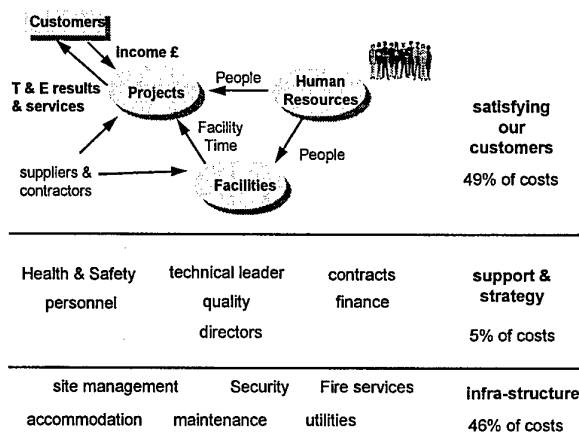 Customers
Income £
T & E results
& services
Projects
People
Human
Resources
Facility
Time
People
suppliers &
contractors
Facilities
satisfying
our
customers
49% of costs
Health & Safety
personnel
technical leader
quality
directors
contracts
finance
support &
strategy
5% of costs
site management Security Fire services
accommodation maintenance utilities
infra-structure
46% of costs